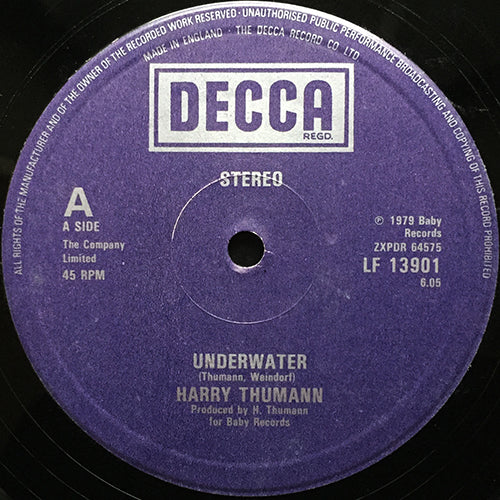 ALL RIGHTS OF THE MANUFACTURER AND OF THE OWNER OF THE RECORDED WORK RESERVED · UNAUTHORISED PUBLIC PERFORMANCE BROADCASTING AND COPYING OF THIS RECORD PROHIBITED
MADE IN ENGLAND · THE DECCA RECORD CO LTD
DECCA
REGD.
STEREO
A
A SIDE
The Company
Limited
45 RPM
℗ 1979 Baby
Records
ZXPDR 64575
LF 13901
6.05
UNDERWATER
(Thumann, Weindorf)
HARRY THUMANN
Produced by H. Thumann
for Baby Records